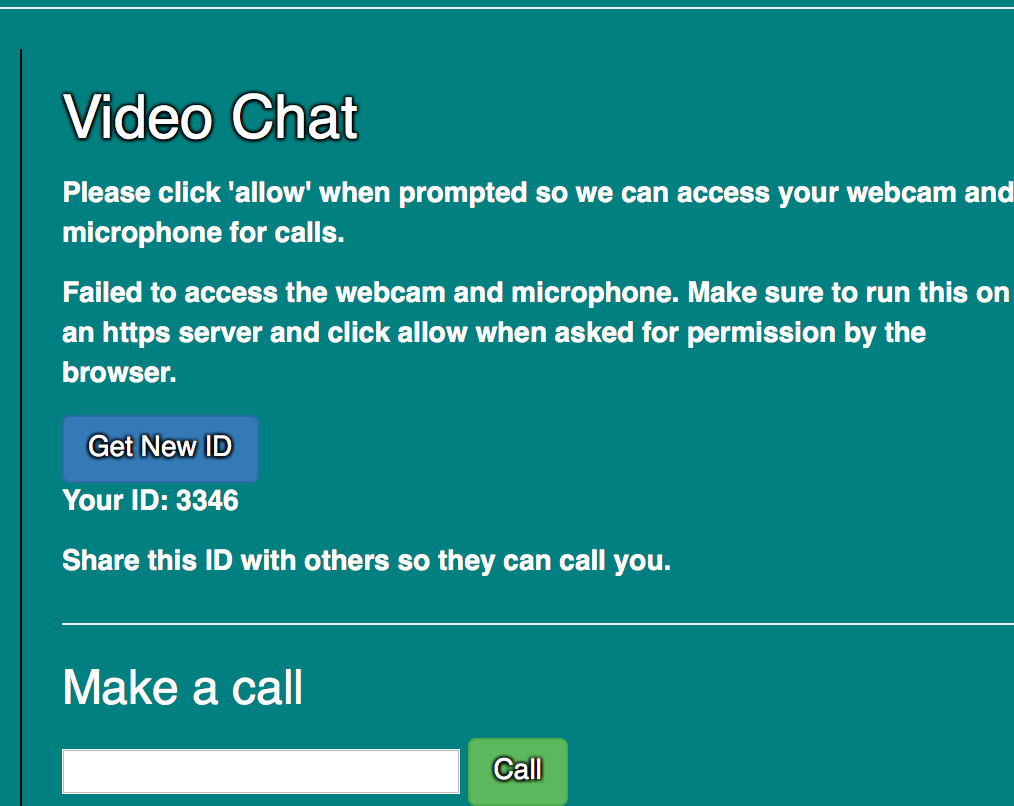 Video Chat
Please click 'allow' when prompted so we can access your webcam and
microphone for calls.
Failed to access the webcam and microphone. Make sure to run this on
an https server and click allow when asked for permission by the
browser.
Get New ID
Your ID: 3346
Share this ID with others so they can call you.
Make a call
Call